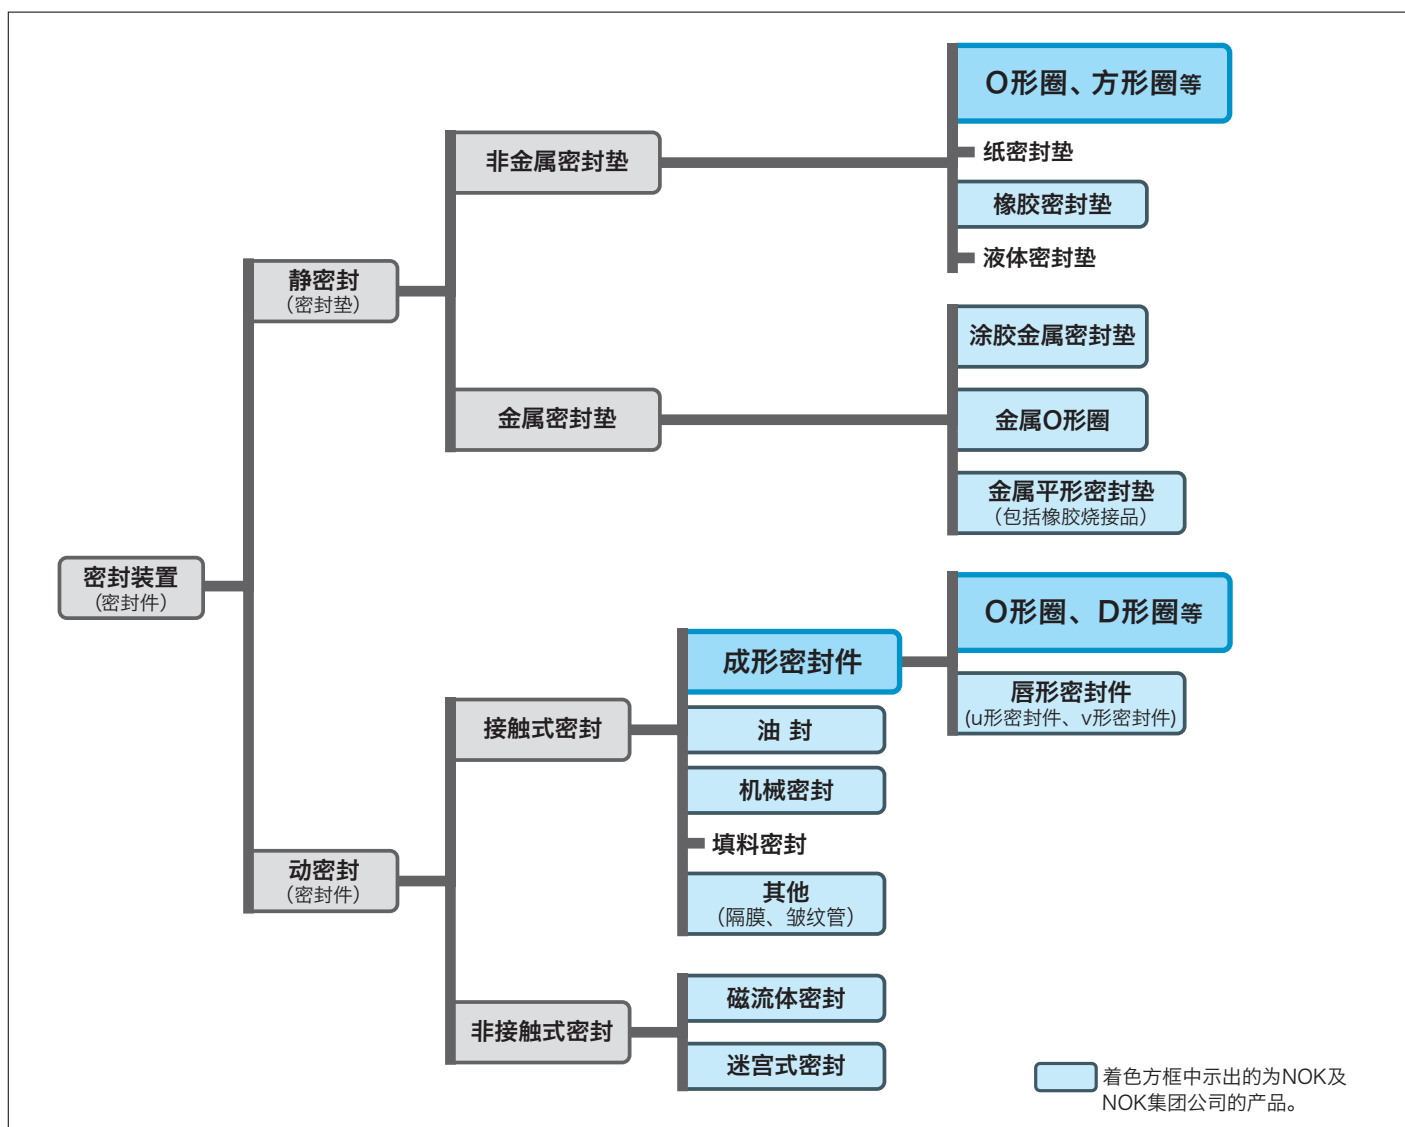 O形圈、方形圈等
纸密封垫
橡胶密封垫
液体密封垫
非金属密封垫
静密封
（密封垫）
涂胶金属密封垫
金属O形圈
金属平形密封垫
（包括橡胶烧接品）
金属密封垫
密封装置
（密封件）
O形圈、D形圈等
唇形密封件
(u形密封件、v形密封件)
成形密封件
油 封
机械密封
填料密封
其他
（隔膜、皱纹管）
接触式密封
动密封
（密封件）
磁流体密封
迷宫式密封
非接触式密封
着色方框中示出的为NOK及
NOK集团公司的产品。